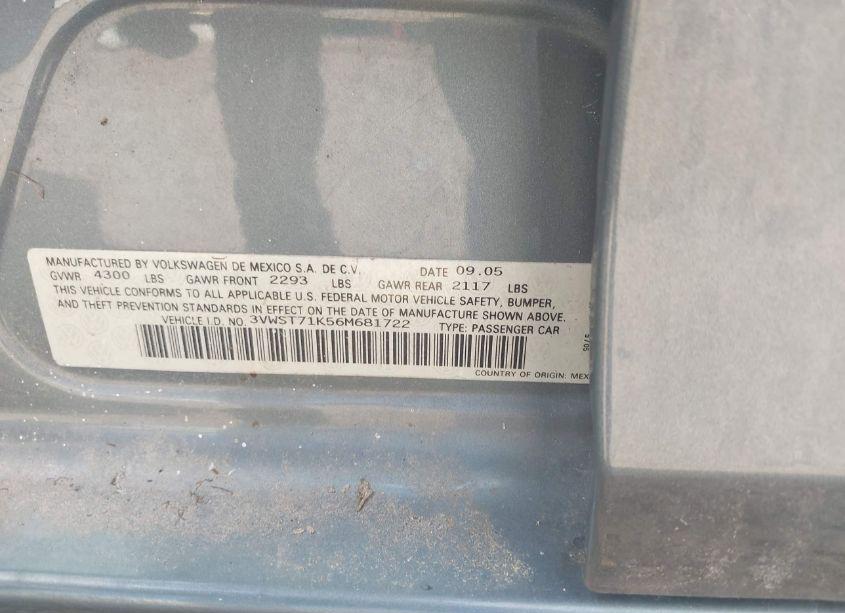 MANUFACTURED BY VOLKSWAGEN DE MEXICO S.A. DE C.V. DATE 09.05
GVWR 4300 LBS GAWR FRONT 2293 LBS GAWR REAR 2117 LBS
THIS VEHICLE CONFORMS TO ALL APPLICABLE U.S. FEDERAL MOTOR VEHICLE SAFETY, BUMPER,
AND THEFT PREVENTION STANDARDS IN EFFECT ON THE DATE OF MANUFACTURE SHOWN ABOVE.
VEHICLE I.D. NO. 3VWST71K56M681722 TYPE: PASSENGER CAR
COUNTRY OF ORIGIN: MEX